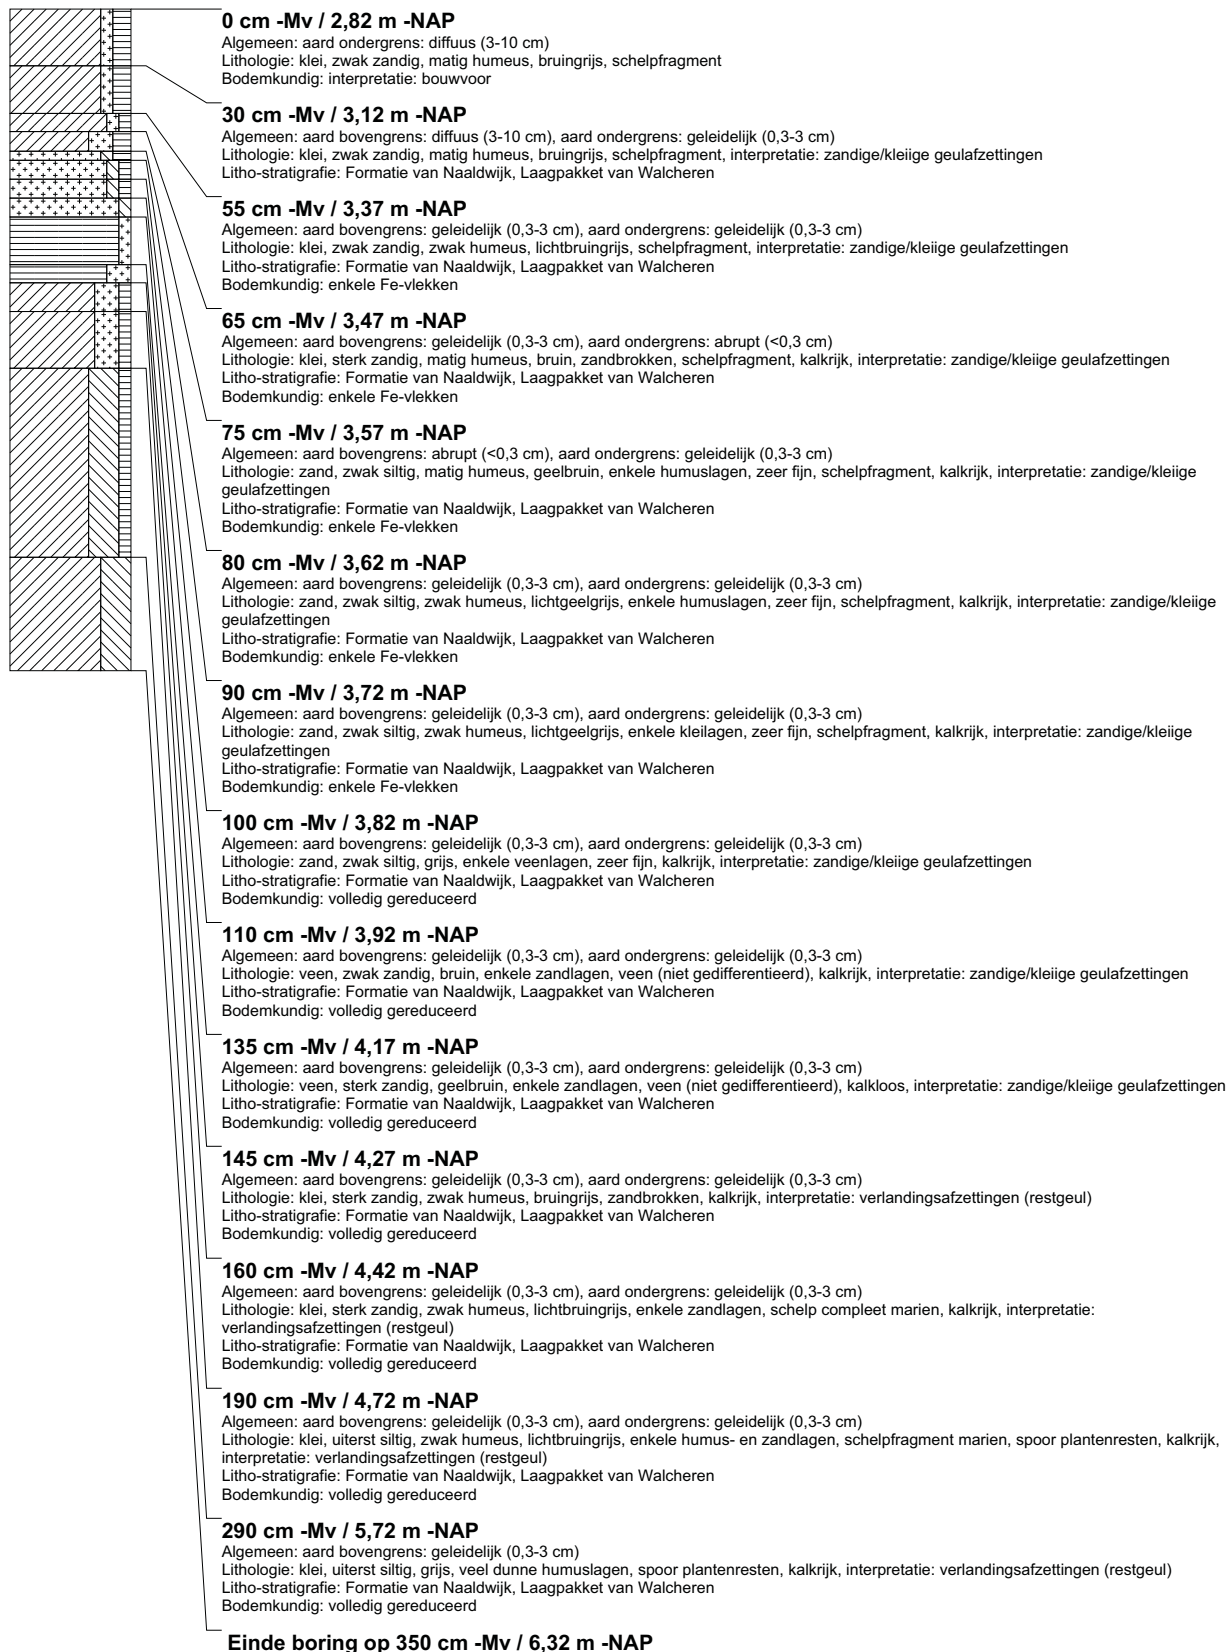 0 cm -Mv / 2,82 m -NAP
Algemeen: aard ondergrens: diffuus (3-10 cm)
Lithologie: klei, zwak zandig, matig humeus, bruingrijs, schelpfragment
Bodemkundig: interpretatie: bouwvoor
30 cm -Mv / 3,12 m -NAP
Algemeen: aard bovengrens: diffuus (3-10 cm), aard ondergrens: geleidelijk (0,3-3 cm)
Lithologie: klei, zwak zandig, matig humeus, bruingrijs, schelpfragment, interpretatie: zandige/kleiige geulafzettingen
Litho-stratigrafie: Formatie van Naaldwijk, Laagpakket van Walcheren
55 cm -Mv / 3,37 m -NAP
Algemeen: aard bovengrens: geleidelijk (0,3-3 cm), aard ondergrens: geleidelijk (0,3-3 cm)
Lithologie: klei, zwak zandig, zwak humeus, lichtbruingrijs, schelpfragment, interpretatie: zandige/kleiige geulafzettingen
Litho-stratigrafie: Formatie van Naaldwijk, Laagpakket van Walcheren
Bodemkundig: enkele Fe-vlekken
65 cm -Mv / 3,47 m -NAP
Algemeen: aard bovengrens: geleidelijk (0,3-3 cm), aard ondergrens: abrupt (<0,3 cm)
Lithologie: klei, sterk zandig, matig humeus, bruin, zandbrokken, schelpfragment, kalkrijk, interpretatie: zandige/kleiige geulafzettingen
Litho-stratigrafie: Formatie van Naaldwijk, Laagpakket van Walcheren
Bodemkundig: enkele Fe-vlekken
75 cm -Mv / 3,57 m -NAP
Algemeen: aard bovengrens: abrupt (<0,3 cm), aard ondergrens: geleidelijk (0,3-3 cm)
Lithologie: zand, zwak siltig, matig humeus, geelbruin, enkele humuslagen, zeer fijn, schelpfragment, kalkrijk, interpretatie: zandige/kleiige
geulafzettingen
Litho-stratigrafie: Formatie van Naaldwijk, Laagpakket van Walcheren
Bodemkundig: enkele Fe-vlekken
80 cm -Mv / 3,62 m -NAP
Algemeen: aard bovengrens: geleidelijk (0,3-3 cm), aard ondergrens: geleidelijk (0,3-3 cm)
Lithologie: zand, zwak siltig, zwak humeus, lichtgeelgrijs, enkele humuslagen, zeer fijn, schelpfragment, kalkrijk, interpretatie: zandige/kleiige
geulafzettingen
Litho-stratigrafie: Formatie van Naaldwijk, Laagpakket van Walcheren
Bodemkundig: enkele Fe-vlekken
90 cm -Mv / 3,72 m -NAP
Algemeen: aard bovengrens: geleidelijk (0,3-3 cm), aard ondergrens: geleidelijk (0,3-3 cm)
Lithologie: zand, zwak siltig, zwak humeus, lichtgeelgrijs, enkele kleilagen, zeer fijn, schelpfragment, kalkrijk, interpretatie: zandige/kleiige
geulafzettingen
Litho-stratigrafie: Formatie van Naaldwijk, Laagpakket van Walcheren
Bodemkundig: enkele Fe-vlekken
100 cm -Mv / 3,82 m -NAP
Algemeen: aard bovengrens: geleidelijk (0,3-3 cm), aard ondergrens: geleidelijk (0,3-3 cm)
Lithologie: zand, zwak siltig, grijs, enkele veenlagen, zeer fijn, kalkrijk, interpretatie: zandige/kleiige geulafzettingen
Litho-stratigrafie: Formatie van Naaldwijk, Laagpakket van Walcheren
Bodemkundig: volledig gereduceerd
110 cm -Mv / 3,92 m -NAP
Algemeen: aard bovengrens: geleidelijk (0,3-3 cm), aard ondergrens: geleidelijk (0,3-3 cm)
Lithologie: veen, zwak zandig, bruin, enkele zandlagen, veen (niet gedifferentieerd), kalkrijk, interpretatie: zandige/kleiige geulafzettingen
Litho-stratigrafie: Formatie van Naaldwijk, Laagpakket van Walcheren
Bodemkundig: volledig gereduceerd
135 cm -Mv / 4,17 m -NAP
Algemeen: aard bovengrens: geleidelijk (0,3-3 cm), aard ondergrens: geleidelijk (0,3-3 cm)
Lithologie: veen, sterk zandig, geelbruin, enkele zandlagen, veen (niet gedifferentieerd), kalkloos, interpretatie: zandige/kleiige geulafzettingen
Litho-stratigrafie: Formatie van Naaldwijk, Laagpakket van Walcheren
Bodemkundig: volledig gereduceerd
145 cm -Mv / 4,27 m -NAP
Algemeen: aard bovengrens: geleidelijk (0,3-3 cm), aard ondergrens: geleidelijk (0,3-3 cm)
Lithologie: klei, sterk zandig, zwak humeus, bruingrijs, zandbrokken, kalkrijk, interpretatie: verlandingsafzettingen (restgeul)
Litho-stratigrafie: Formatie van Naaldwijk, Laagpakket van Walcheren
Bodemkundig: volledig gereduceerd
160 cm -Mv / 4,42 m -NAP
Algemeen: aard bovengrens: geleidelijk (0,3-3 cm), aard ondergrens: geleidelijk (0,3-3 cm)
Lithologie: klei, sterk zandig, zwak humeus, lichtbruingrijs, enkele zandlagen, schelp compleet marien, kalkrijk, interpretatie:
verlandingsafzettingen (restgeul)
Litho-stratigrafie: Formatie van Naaldwijk, Laagpakket van Walcheren
Bodemkundig: volledig gereduceerd
190 cm -Mv / 4,72 m -NAP
Algemeen: aard bovengrens: geleidelijk (0,3-3 cm), aard ondergrens: geleidelijk (0,3-3 cm)
Lithologie: klei, uiterst siltig, zwak humeus, lichtbruingrijs, enkele humus- en zandlagen, schelpfragment marien, spoor plantenresten, kalkrijk,
interpretatie: verlandingsafzettingen (restgeul)
Litho-stratigrafie: Formatie van Naaldwijk, Laagpakket van Walcheren
Bodemkundig: volledig gereduceerd
290 cm -Mv / 5,72 m -NAP
Algemeen: aard bovengrens: geleidelijk (0,3-3 cm)
Lithologie: klei, uiterst siltig, grijs, veel dunne humuslagen, spoor plantenresten, kalkrijk, interpretatie: verlandingsafzettingen (restgeul)
Litho-stratigrafie: Formatie van Naaldwijk, Laagpakket van Walcheren
Bodemkundig: volledig gereduceerd
Einde boring op 350 cm -Mv / 6,32 m -NAP